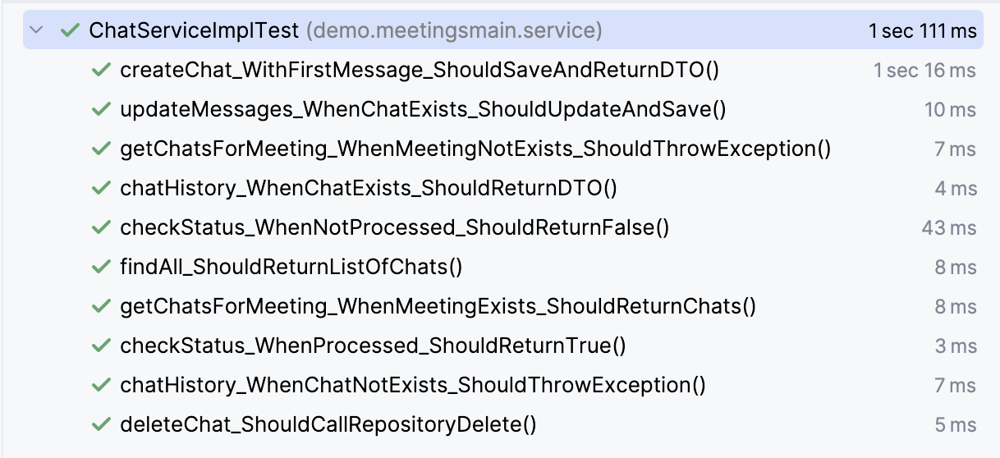 ChatServiceImplTest (demo.meetingsmain.service) 1 sec 111 ms
createChat_WithFirstMessage_ShouldSaveAndReturnDTO() 1 sec 16 ms
updateMessages_WhenChatExists_ShouldUpdateAndSave() 10 ms
getChatsForMeeting_WhenMeetingNotExists_ShouldThrowException() 7 ms
chatHistory_WhenChatExists_ShouldReturnDTO() 4 ms
checkStatus_WhenNotProcessed_ShouldReturnFalse() 43 ms
findAll_ShouldReturnListOfChats() 8 ms
getChatsForMeeting_WhenMeetingExists_ShouldReturnChats() 8 ms
checkStatus_WhenProcessed_ShouldReturnTrue() 3 ms
chatHistory_WhenChatNotExists_ShouldThrowException() 7 ms
deleteChat_ShouldCallRepositoryDelete() 5 ms